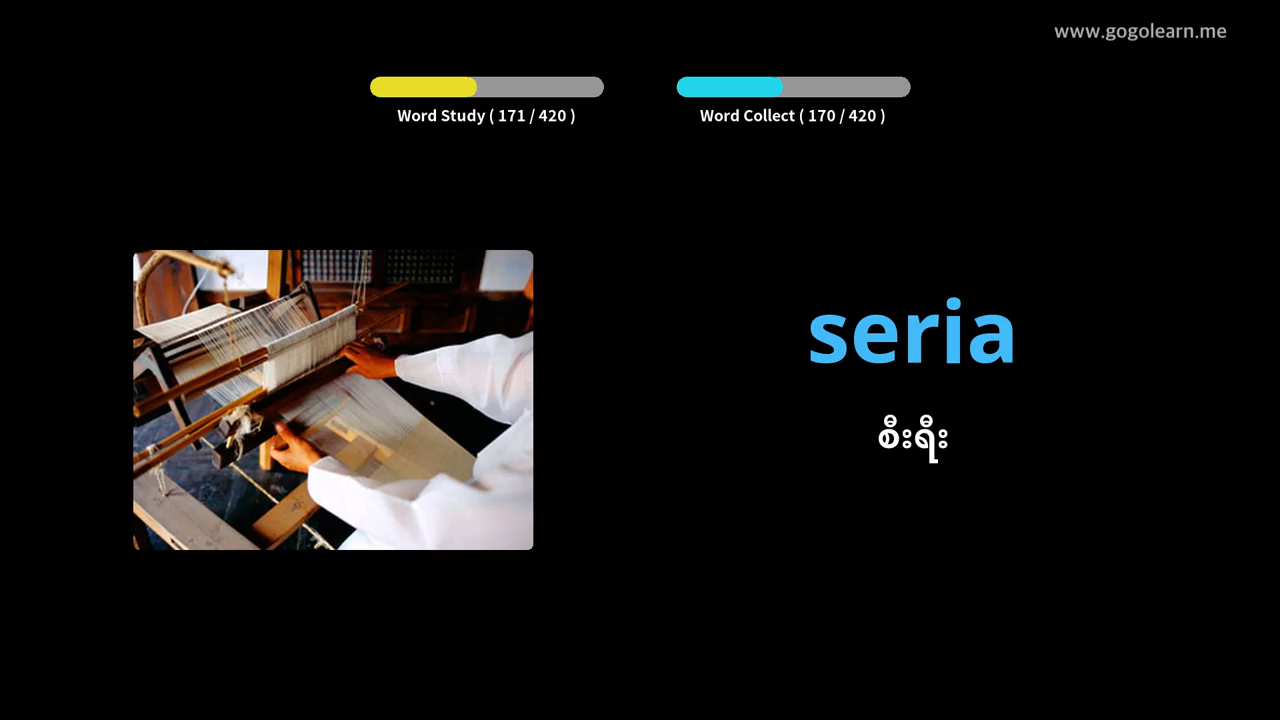 www.gogolearn.me
Word Study ( 171 / 420 )
Word Collect ( 170 / 420 )
seria
စီးရီး